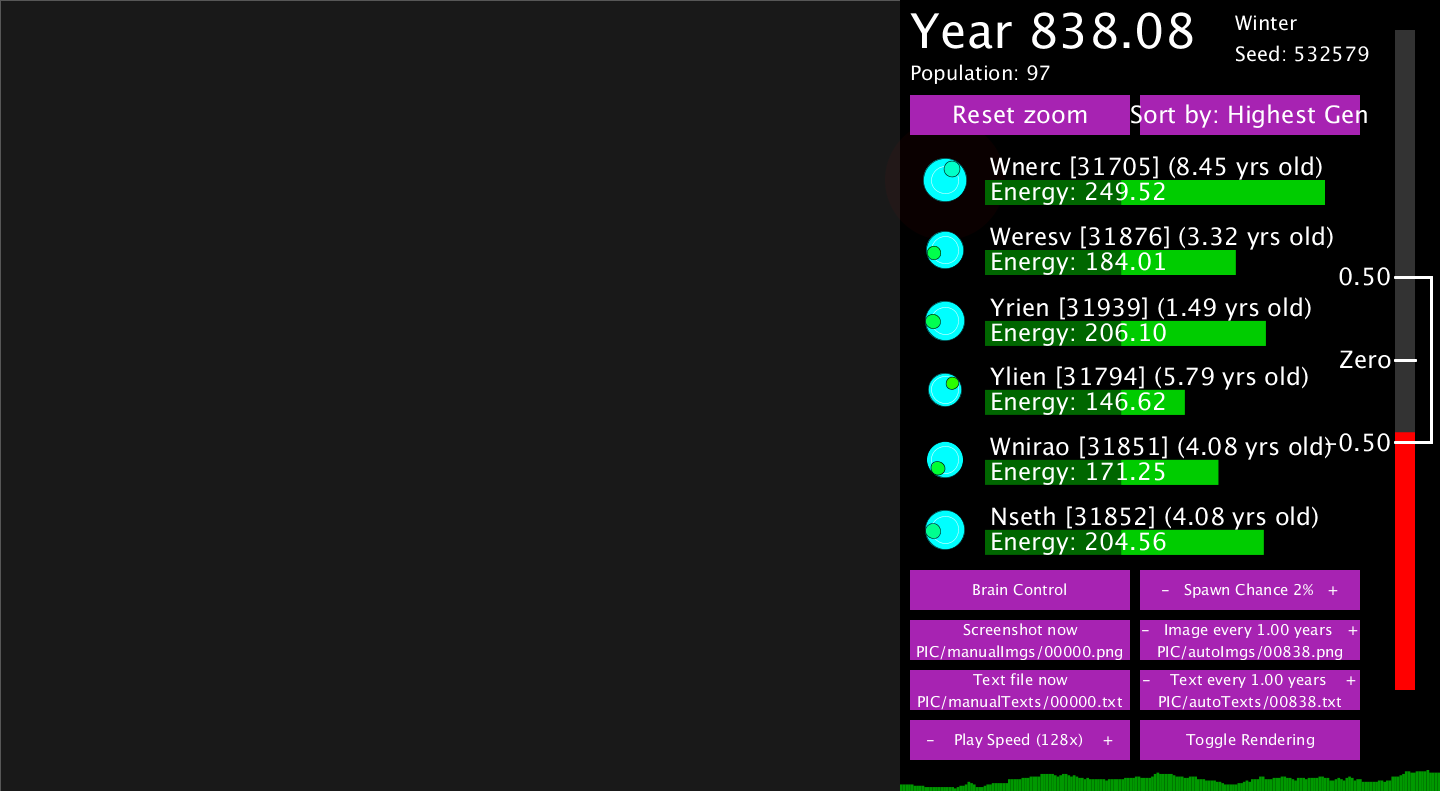 Year 838.08
Winter
Seed: 532579
Population: 97
Reset zoom
Sort by: Highest Gen
Wnerc [31705] (8.45 yrs old)
Energy: 249.52
Weresv [31876] (3.32 yrs old)
Energy: 184.01
0.50
Yrien [31939] (1.49 yrs old)
Energy: 206.10
Zero
Ylien [31794] (5.79 yrs old)
Energy: 146.62
Wnirao [31851] (4.08 yrs old)
-0.50
Energy: 171.25
Nseth [31852] (4.08 yrs old)
Energy: 204.56
Brain Control
- Spawn Chance 2% +
Screenshot now
PIC/manualImgs/00000.png
- Image every 1.00 years +
PIC/autoImgs/00838.png
Text file now
PIC/manualTexts/00000.txt
- Text every 1.00 years +
PIC/autoTexts/00838.txt
- Play Speed (128x) +
Toggle Rendering